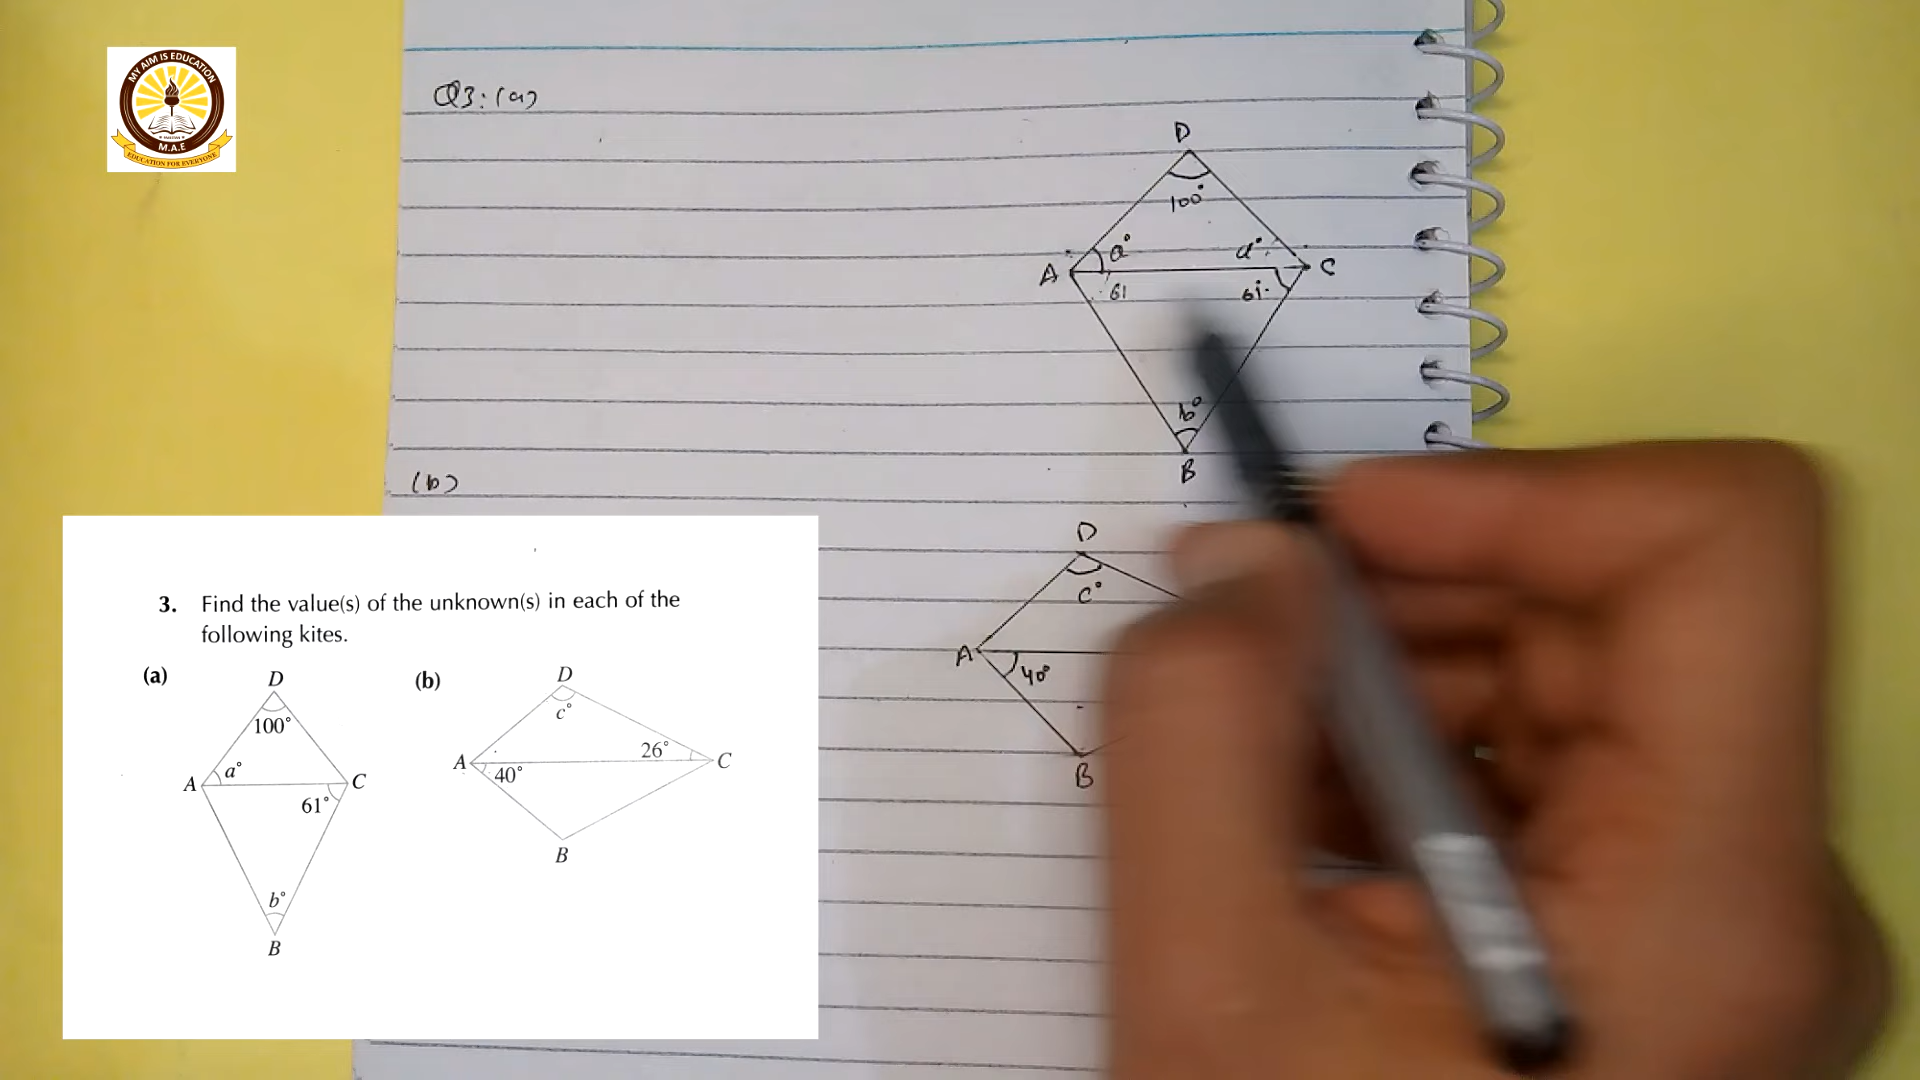 MY AIM IS EDUCATION
M.A.E
EDUCATION FOR EVERYONE
Q3:(a)
D
100°
a°
a°
A
C
61
61°
b°
B
(b)
D
c°
A
40°
B
3. Find the value(s) of the unknown(s) in each of the
following kites.
(a)
D
100°
a°
A
C
61°
b°
B
(b)
D
c°
26°
A
C
40°
B